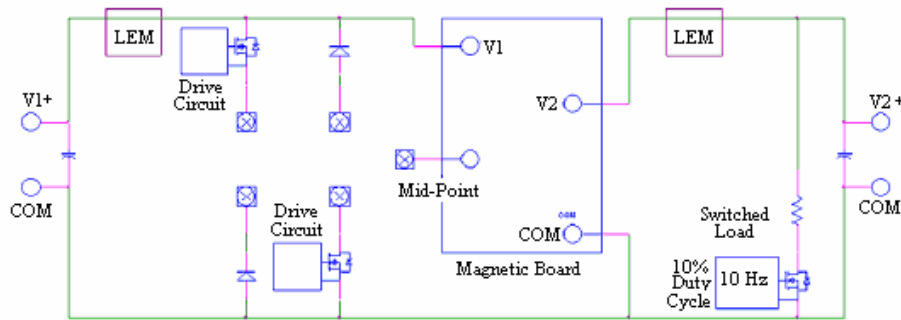 LEM
Drive
Circuit
V1+
COM
Drive
Circuit
Mid-Point
V1
V2
COM
COM
Magnetic Board
LEM
V2 +
COM
Switched
Load
10%
Duty
Cycle
10 Hz